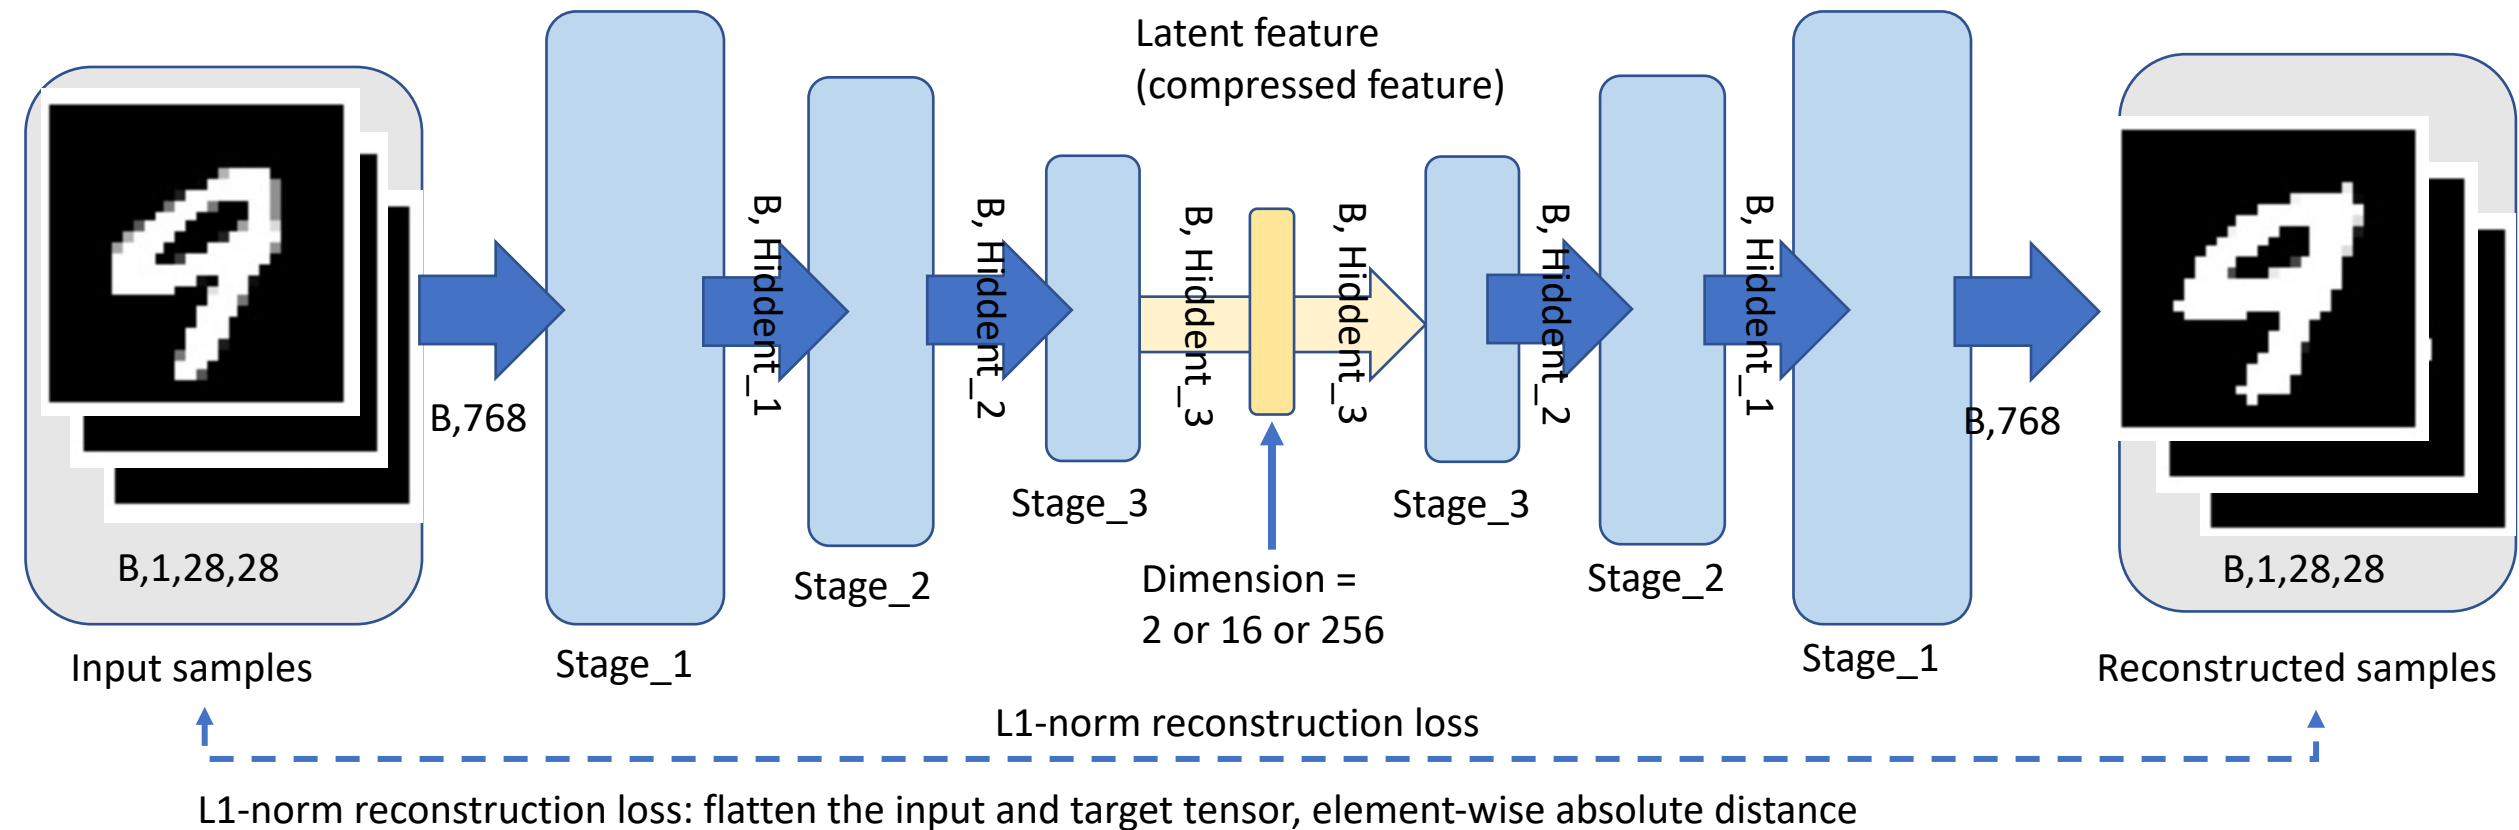 Latent feature
(compressed feature)
B, Hiddent_1
B, Hiddent_2
B, Hiddent_3
B, Hiddent_3
B, Hiddent_2
B, Hiddent_1
B,768
B,768
B,1,28,28
B,1,28,28
Stage_3
Stage_3
Stage_2
Stage_2
Dimension =
2 or 16 or 256
Input samples
Stage_1
Stage_1
Reconstructed samples
L1-norm reconstruction loss
L1-norm reconstruction loss: flatten the input and target tensor, element-wise absolute distance